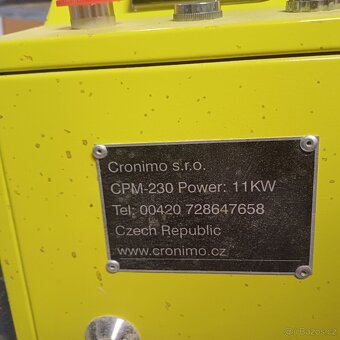 Cronimo s.r.o.
CPM-230 Power: 11KW
Tel: 00420 728647658
Czech Republic
www.cronimo.cz